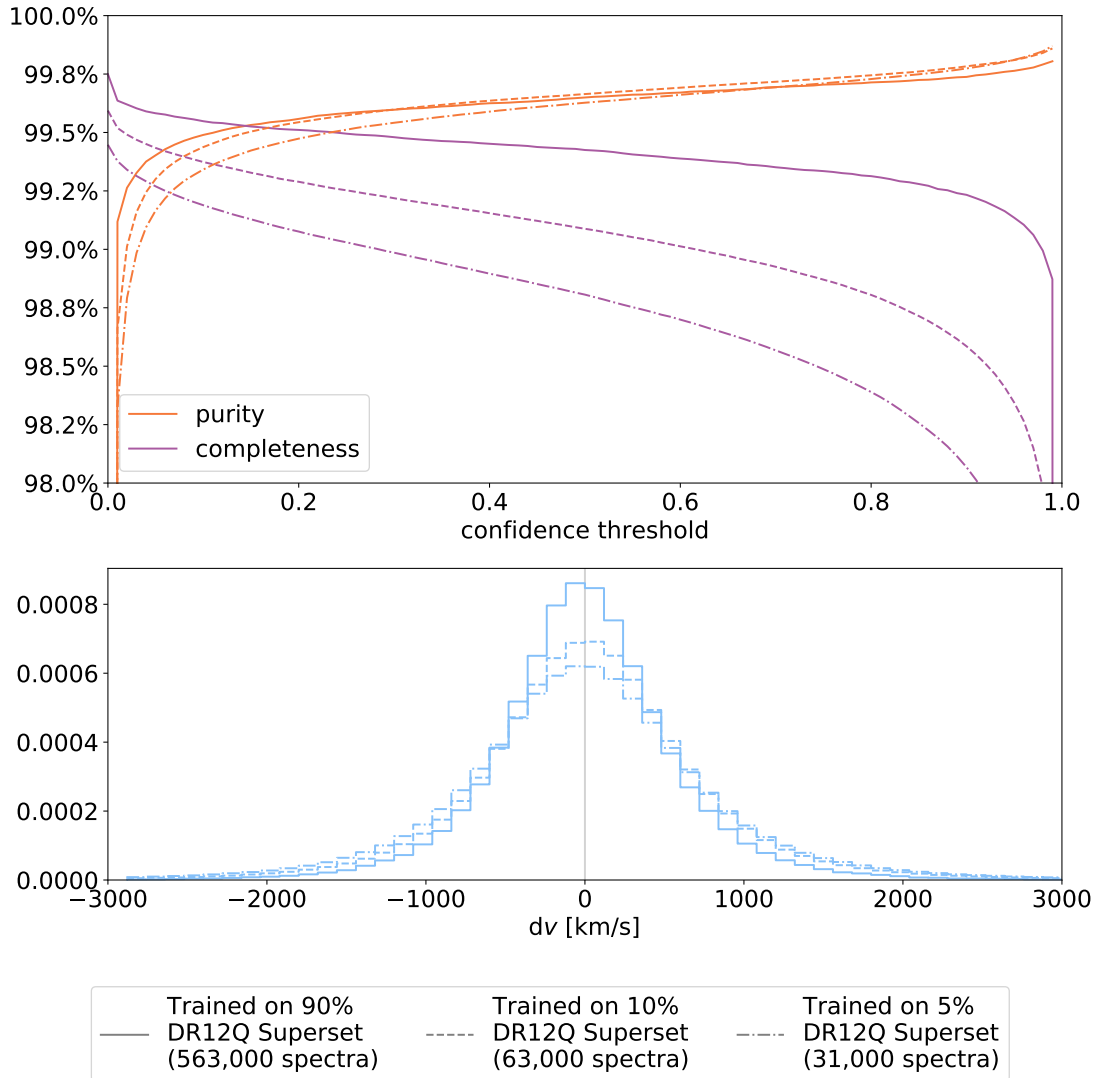 100.0%
99.8%
99.5%
99.2%
99.0%
98.8%
98.5%
98.2%
98.0%
purity
completeness
0.0 0.2 0.4 0.6 0.8 1.0
confidence threshold
0.0008
0.0006
0.0004
0.0002
0.0000
−3000 −2000 −1000 0 1000 2000 3000
dv [km/s]
Trained on 90%
DR12Q Superset
(563,000 spectra)
Trained on 10%
DR12Q Superset
(63,000 spectra)
Trained on 5%
DR12Q Superset
(31,000 spectra)